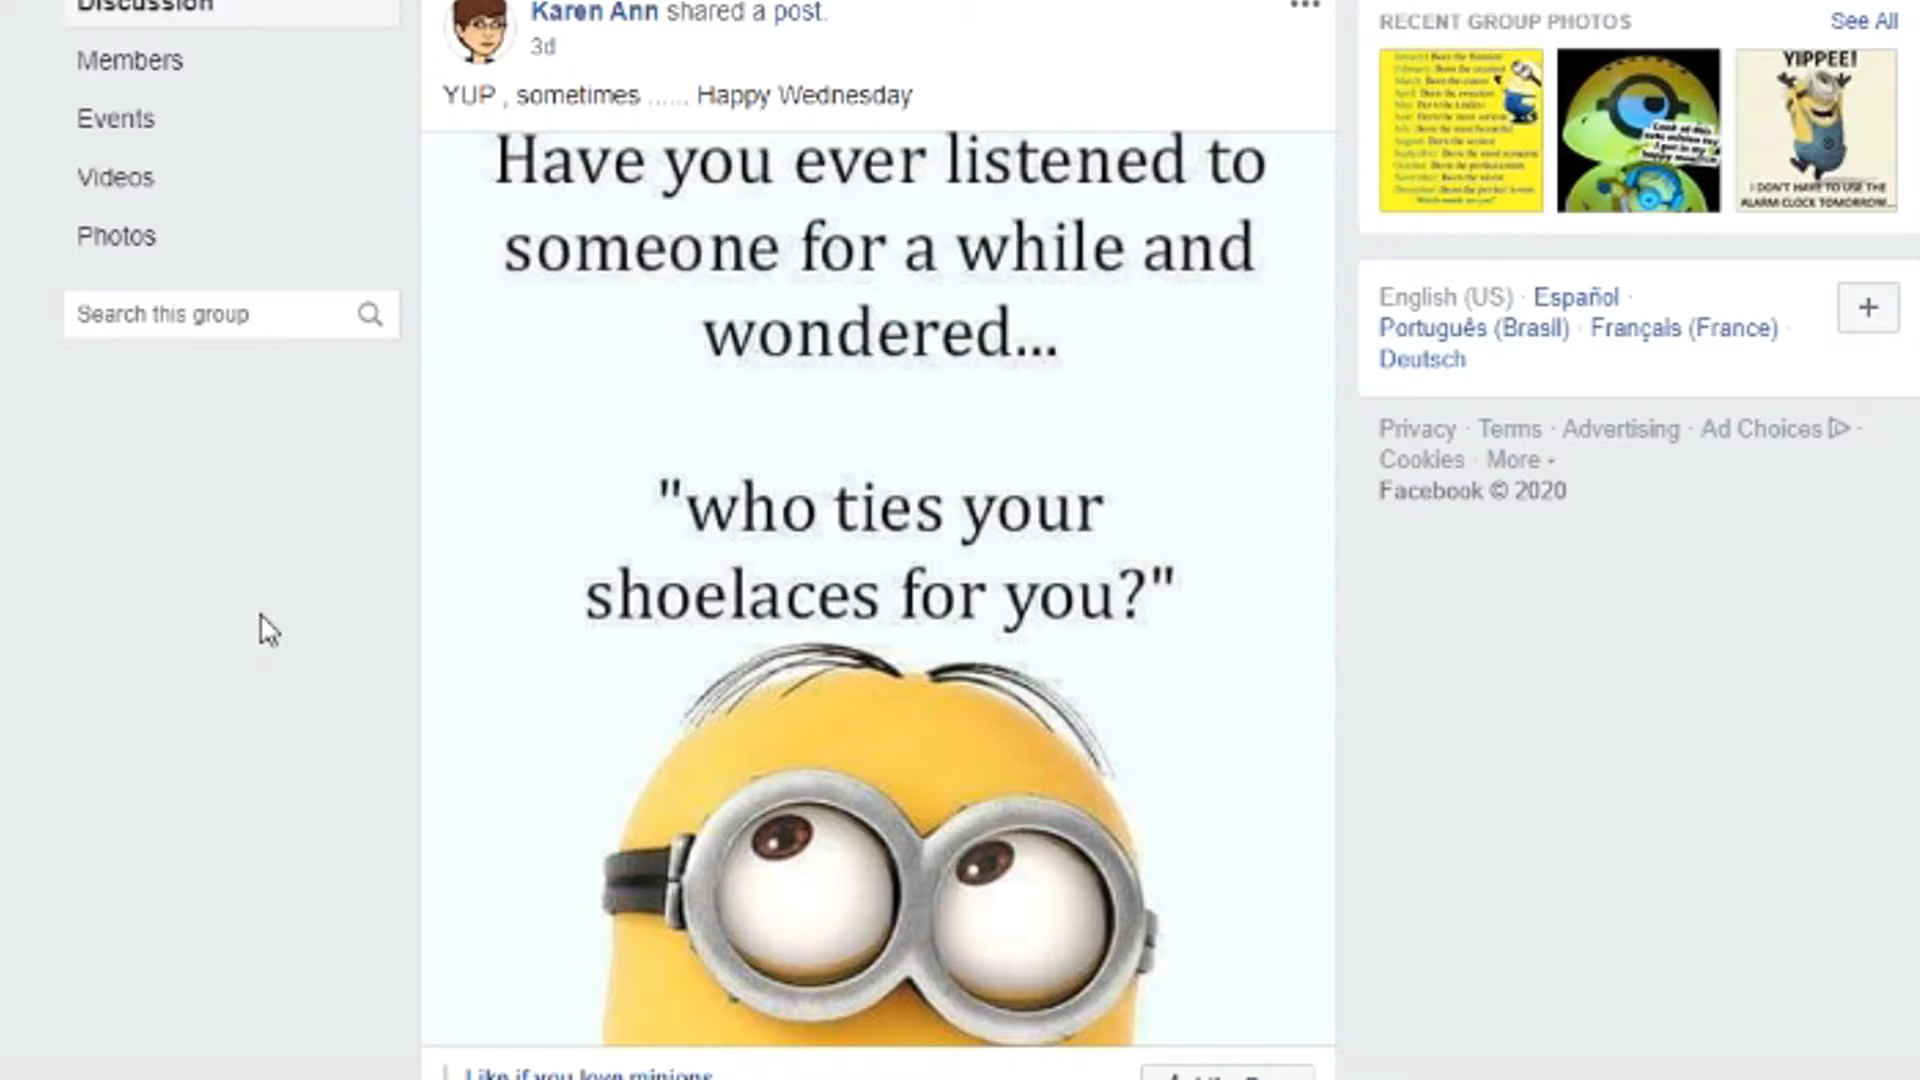 Discussion
Members
Events
Videos
Photos
Search this group
Karen Ann shared a post.
3d
YUP , sometimes ...... Happy Wednesday
Have you ever listened to
someone for a while and
wondered...
"who ties your
shoelaces for you?"
Like if you love minions
RECENT GROUP PHOTOS
See All
YIPPEE!
I DON'T HAVE TO USE THE
ALARM CLOCK TOMORROW...
English (US) · Español ·
Português (Brasil) · Français (France) ·
Deutsch
+
Privacy · Terms · Advertising · Ad Choices ·
Cookies · More
Facebook © 2020